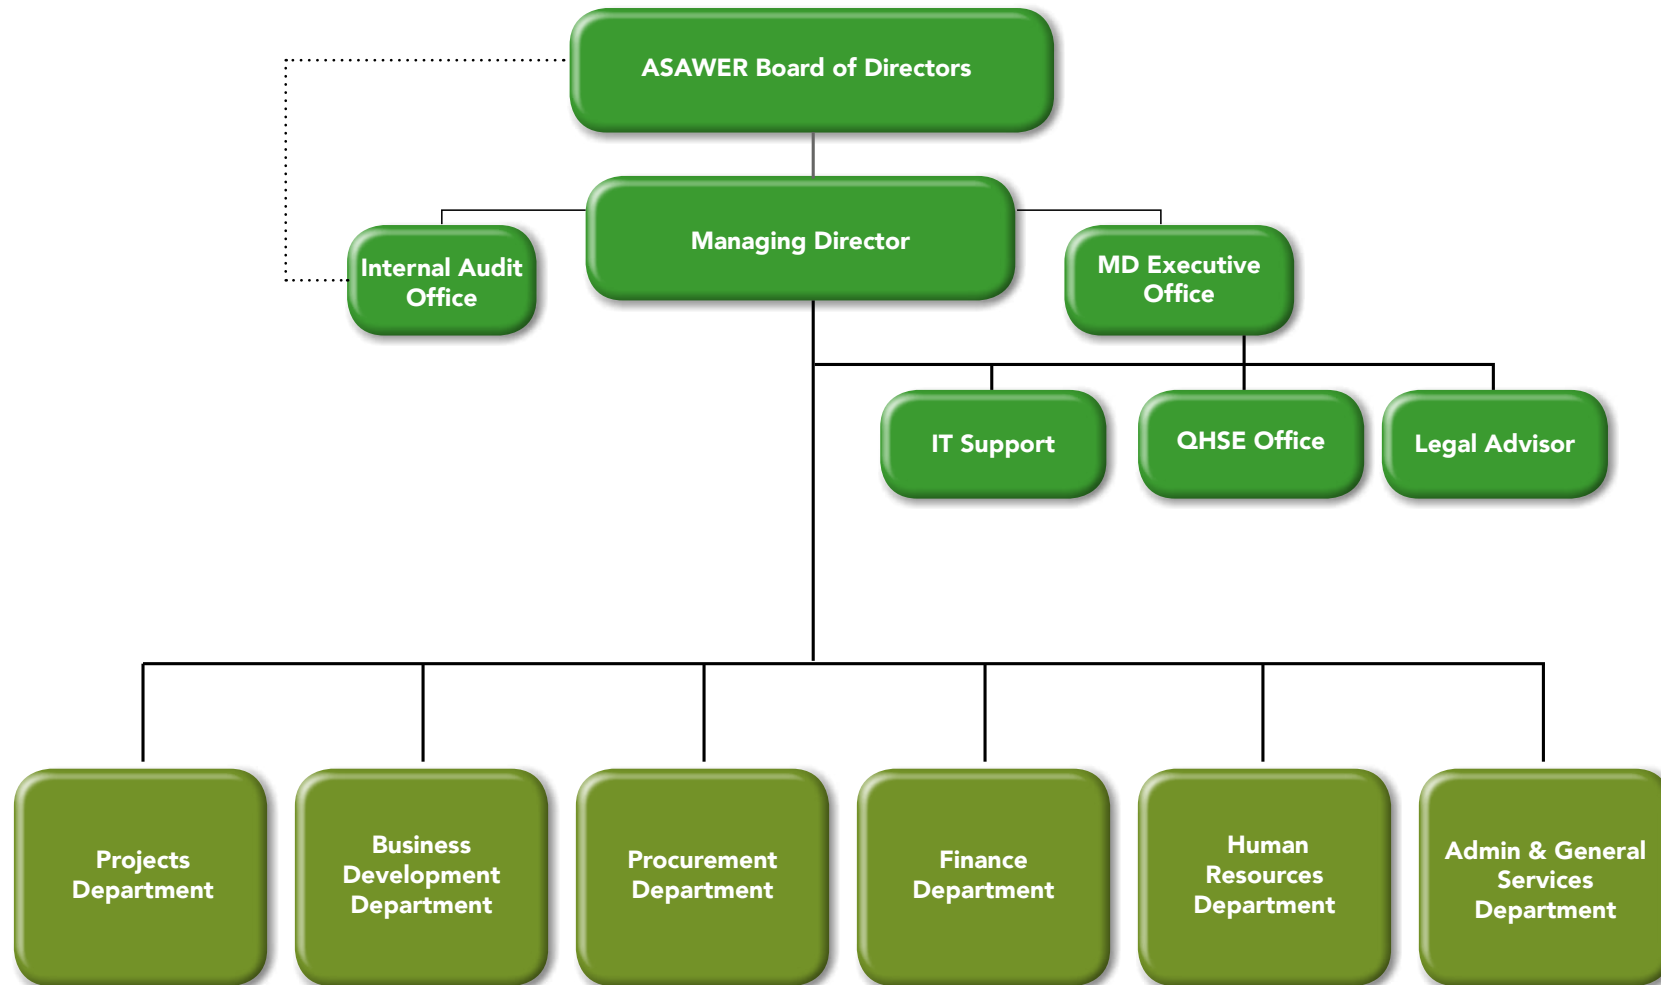 ASAWER Board of Directors
Managing Director
Internal Audit
Office
MD Executive
Office
IT Support
QHSE Office
Legal Advisor
Projects
Department
Business
Development
Department
Procurement
Department
Finance
Department
Human
Resources
Department
Admin & General
Services
Department